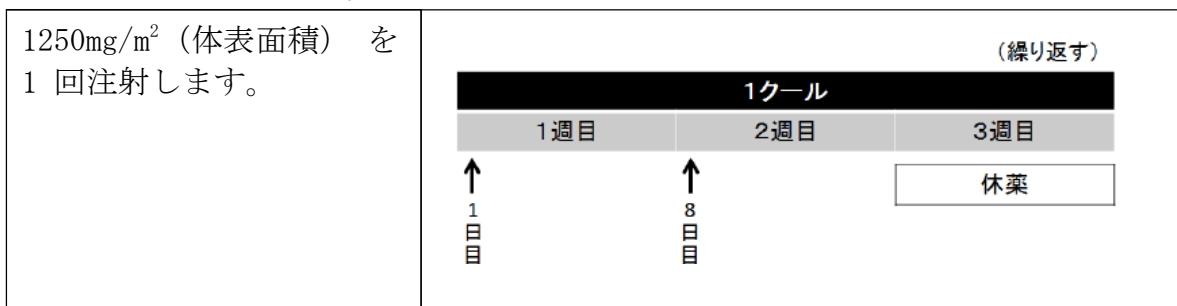 1250mg/m²（体表面積） を
1 回注射します。
（繰り返す）
1クール
1週目 2週目 3週目
休薬
1日目 8日目